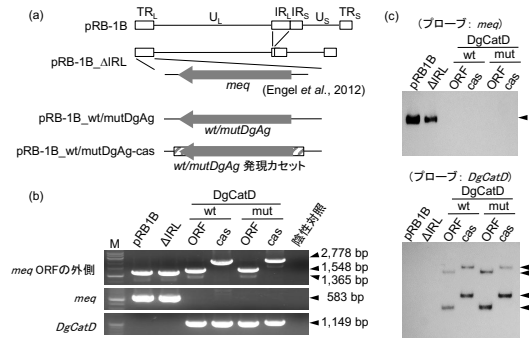 (a)
TRL UL IRL IRS US TRS
pRB-1B
pRB-1B_ΔIRL
meq
(Engel et al., 2012)
pRB-1B_wt/mutDgAg
wt/mutDgAg
pRB-1B_wt/mutDgAg-cas
wt/mutDgAg 発現カセット
(b)
DgCatD
wt mut
M pRB1B ΔIRL ORF cas ORF cas 陰性対照
meq ORFの外側
2,778 bp
1,548 bp
1,365 bp
meq
583 bp
DgCatD
1,149 bp
(c)
(プローブ: meq)
DgCatD
wt mut
pRB1B ΔIRL ORF cas ORF cas
(プローブ: DgCatD)
DgCatD
wt mut
pRB1B ΔIRL ORF cas ORF cas